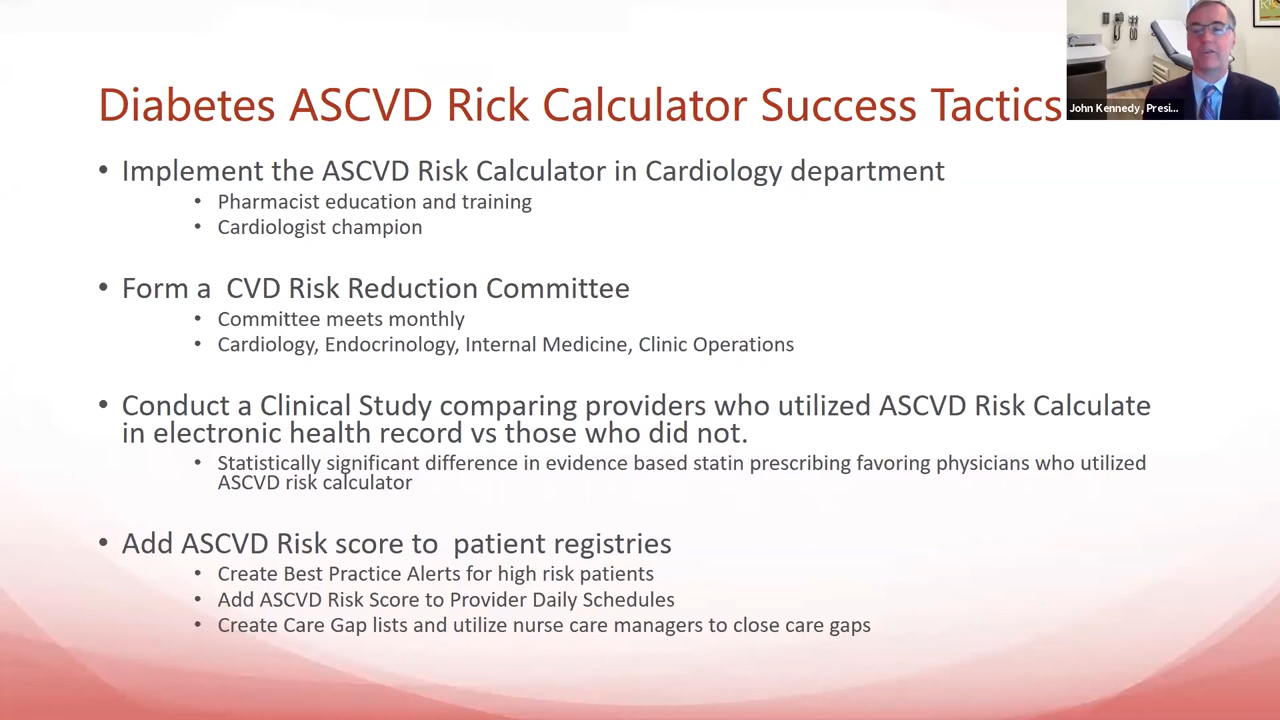 Diabetes ASCVD Rick Calculator Success Tactics
John Kennedy, Presi...
• Implement the ASCVD Risk Calculator in Cardiology department
• Pharmacist education and training
• Cardiologist champion
• Form a  CVD Risk Reduction Committee
• Committee meets monthly
• Cardiology, Endocrinology, Internal Medicine, Clinic Operations
• Conduct a Clinical Study comparing providers who utilized ASCVD Risk Calculate
in electronic health record vs those who did not.
• Statistically significant difference in evidence based statin prescribing favoring physicians who utilized
ASCVD risk calculator
• Add ASCVD Risk score to  patient registries
• Create Best Practice Alerts for high risk patients
• Add ASCVD Risk Score to Provider Daily Schedules
• Create Care Gap lists and utilize nurse care managers to close care gaps